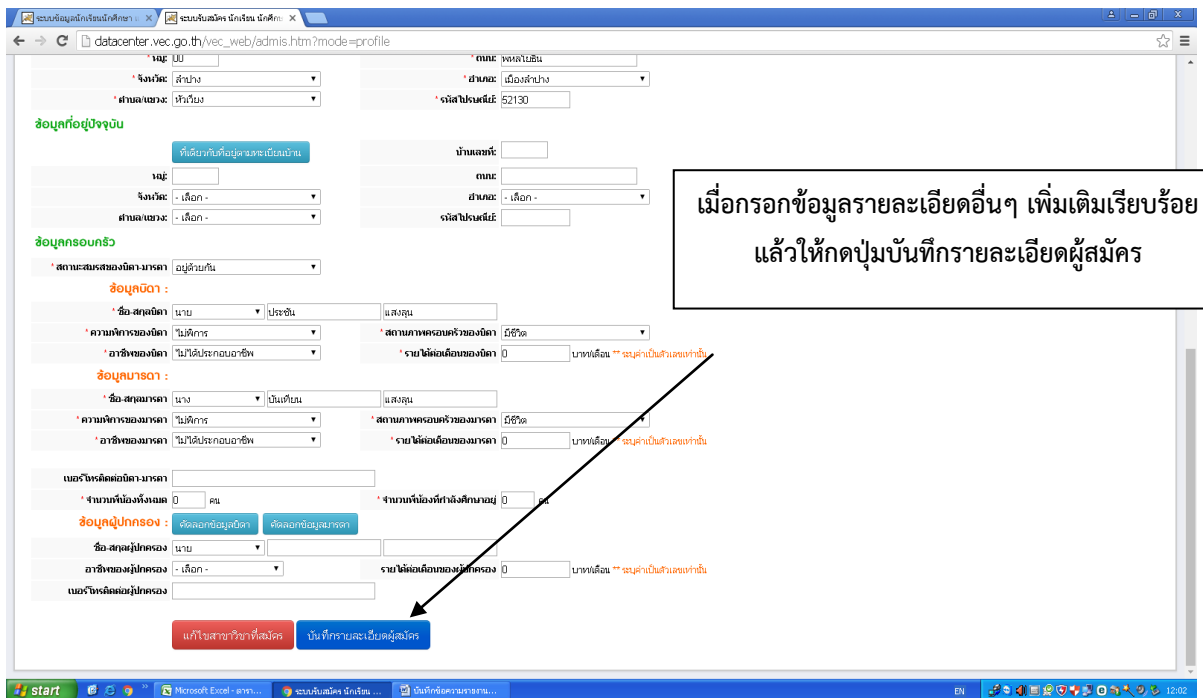 ระบบข้อมูลนักเรียนนักศึกษา แ
ระบบรับสมัคร นักเรียน นักศึกษ
datacenter.vec.go.th/vec_web/admis.htm?mode=profile
* หมู่: 00 * ถนน: พหลโยธิน
* จังหวัด: ลำปาง * อำเภอ: เมืองลำปาง
* ตำบล/แขวง: หัวเวียง * รหัสไปรษณีย์: 52130
ข้อมูลที่อยู่ปัจจุบัน
ที่เดียวกับที่อยู่ตามทะเบียนบ้าน บ้านเลขที่:
หมู่: ถนน:
จังหวัด: - เลือก - อำเภอ: - เลือก -
ตำบล/แขวง: - เลือก - รหัสไปรษณีย์:
เมื่อกรอกข้อมูลรายละเอียดอื่นๆ เพิ่มเติมเรียบร้อย
แล้วให้กดปุ่มบันทึกรายละเอียดผู้สมัคร
ข้อมูลครอบครัว
* สถานะสมรสของบิดา-มารดา อยู่ด้วยกัน
ข้อมูลบิดา :
* ชื่อ-สกุลบิดา นาย ประชัน แสงลุน
* ความพิการของบิดา ไม่พิการ * สถานภาพครอบครัวของบิดา มีชีวิต
* อาชีพของบิดา ไม่ได้ประกอบอาชีพ * รายได้ต่อเดือนของบิดา 0 บาท/เดือน ** ระบุค่าเป็นตัวเลขเท่านั้น
ข้อมูลมารดา :
* ชื่อ-สกุลมารดา นาง บันเทียน แสงลุน
* ความพิการของมารดา ไม่พิการ * สถานภาพครอบครัวของมารดา มีชีวิต
* อาชีพของมารดา ไม่ได้ประกอบอาชีพ * รายได้ต่อเดือนของมารดา 0 บาท/เดือน ** ระบุค่าเป็นตัวเลขเท่านั้น
เบอร์โทรติดต่อบิดา-มารดา
* จำนวนพี่น้องทั้งหมด 0 คน * จำนวนพี่น้องที่กำลังศึกษาอยู่ 0 คน
ข้อมูลผู้ปกครอง : คัดลอกข้อมูลบิดา คัดลอกข้อมูลมารดา
ชื่อ-สกุลผู้ปกครอง นาย
อาชีพของผู้ปกครอง - เลือก - รายได้ต่อเดือนของผู้ปกครอง 0 บาท/เดือน ** ระบุค่าเป็นตัวเลขเท่านั้น
เบอร์โทรติดต่อผู้ปกครอง
แก้ไขสาขาวิชาที่สมัคร บันทึกรายละเอียดผู้สมัคร
start Microsoft Excel - ตารา... ระบบรับสมัคร นักเรียน ... บันทึกข้อความรายงาน... EN 12:02